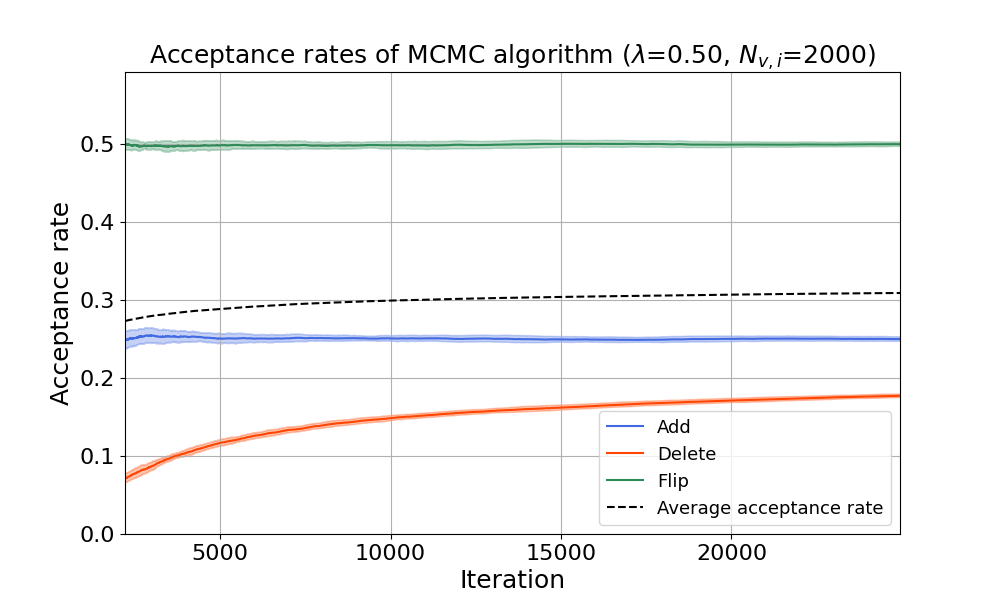 Acceptance rates of MCMC algorithm (λ=0.50, N_{v,i}=2000)
Acceptance rate
0.5
0.4
0.3
0.2
0.1
0.0
Add
Delete
Flip
Average acceptance rate
5000 10000 15000 20000
Iteration